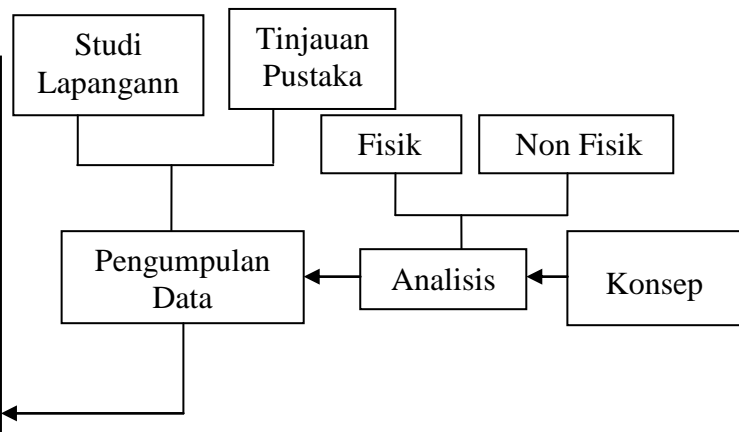 Studi
Lapangann
Tinjauan
Pustaka
Fisik
Non Fisik
Pengumpulan
Data
Analisis
Konsep